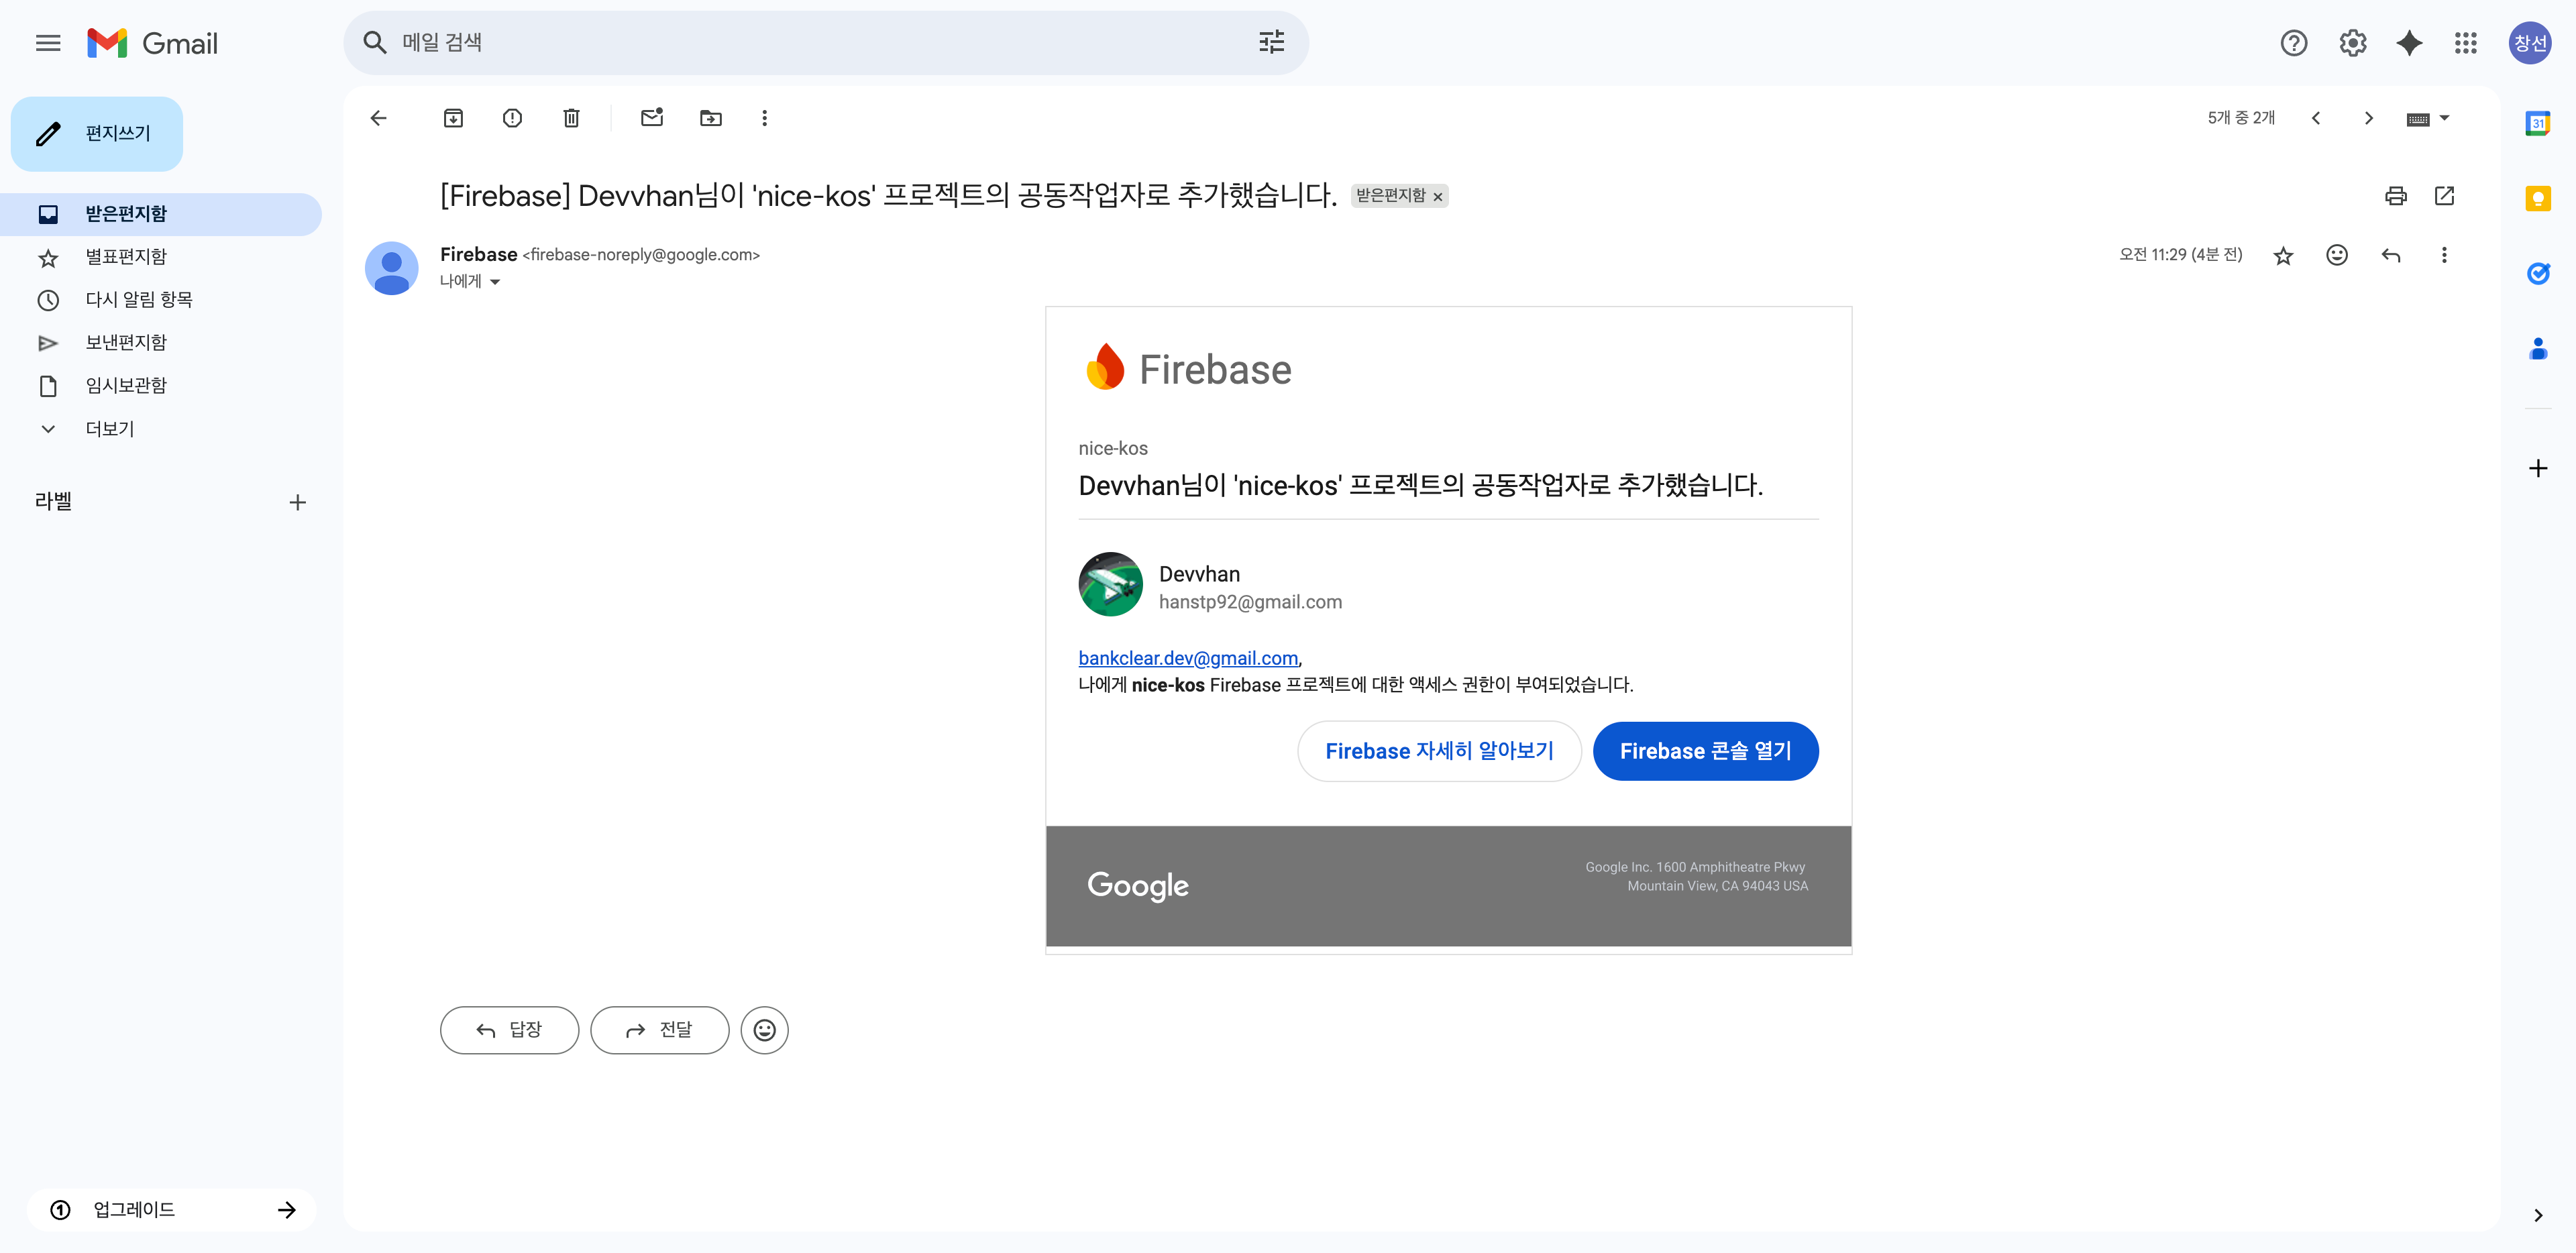 Gmail
메일 검색
창선
편지쓰기
받은편지함
별표편지함
다시 알림 항목
보낸편지함
임시보관함
더보기
라벨
업그레이드
5개 중 2개
[Firebase] Devvhan님이 'nice-kos' 프로젝트의 공동작업자로 추가했습니다. 받은편지함 ×
Firebase <firebase-noreply@google.com>
오전 11:29 (4분 전)
나에게
Firebase
nice-kos
Devvhan님이 'nice-kos' 프로젝트의 공동작업자로 추가했습니다.
Devvhan
hanstp92@gmail.com
bankclear.dev@gmail.com,
나에게 nice-kos Firebase 프로젝트에 대한 액세스 권한이 부여되었습니다.
Firebase 자세히 알아보기
Firebase 콘솔 열기
Google
Google Inc. 1600 Amphitheatre Pkwy
Mountain View, CA 94043 USA
답장
전달
31